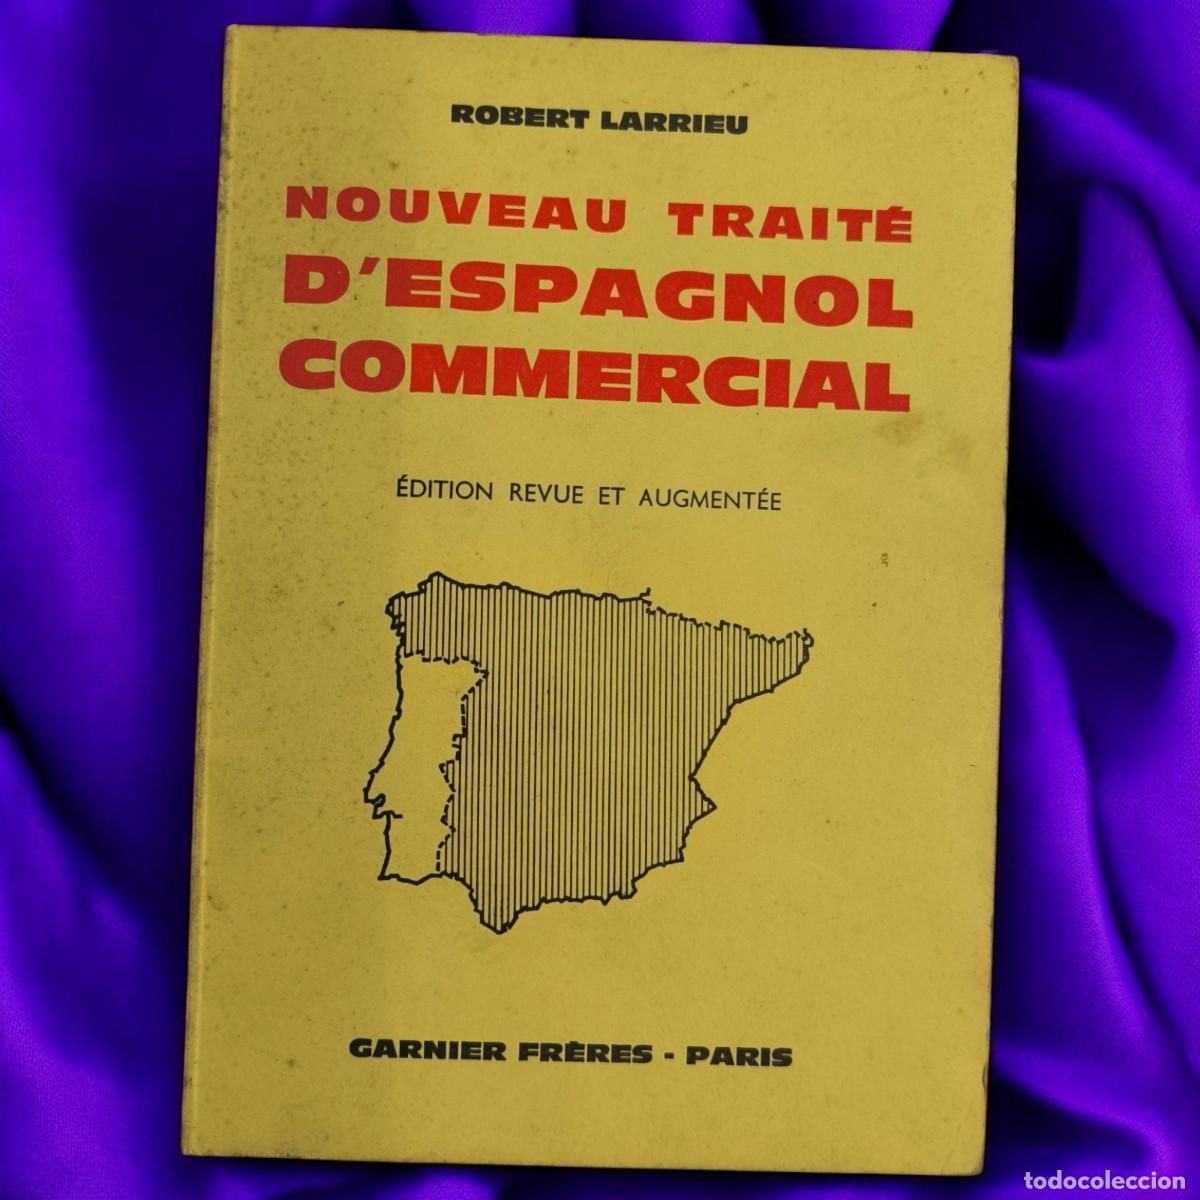 ROBERT LARRIEU
NOUVEAU TRAITÉ
D'ESPAGNOL
COMMERCIAL
ÉDITION REVUE ET AUGMENTÉE
GARNIER FRÈRES - PARIS
todocoleccion